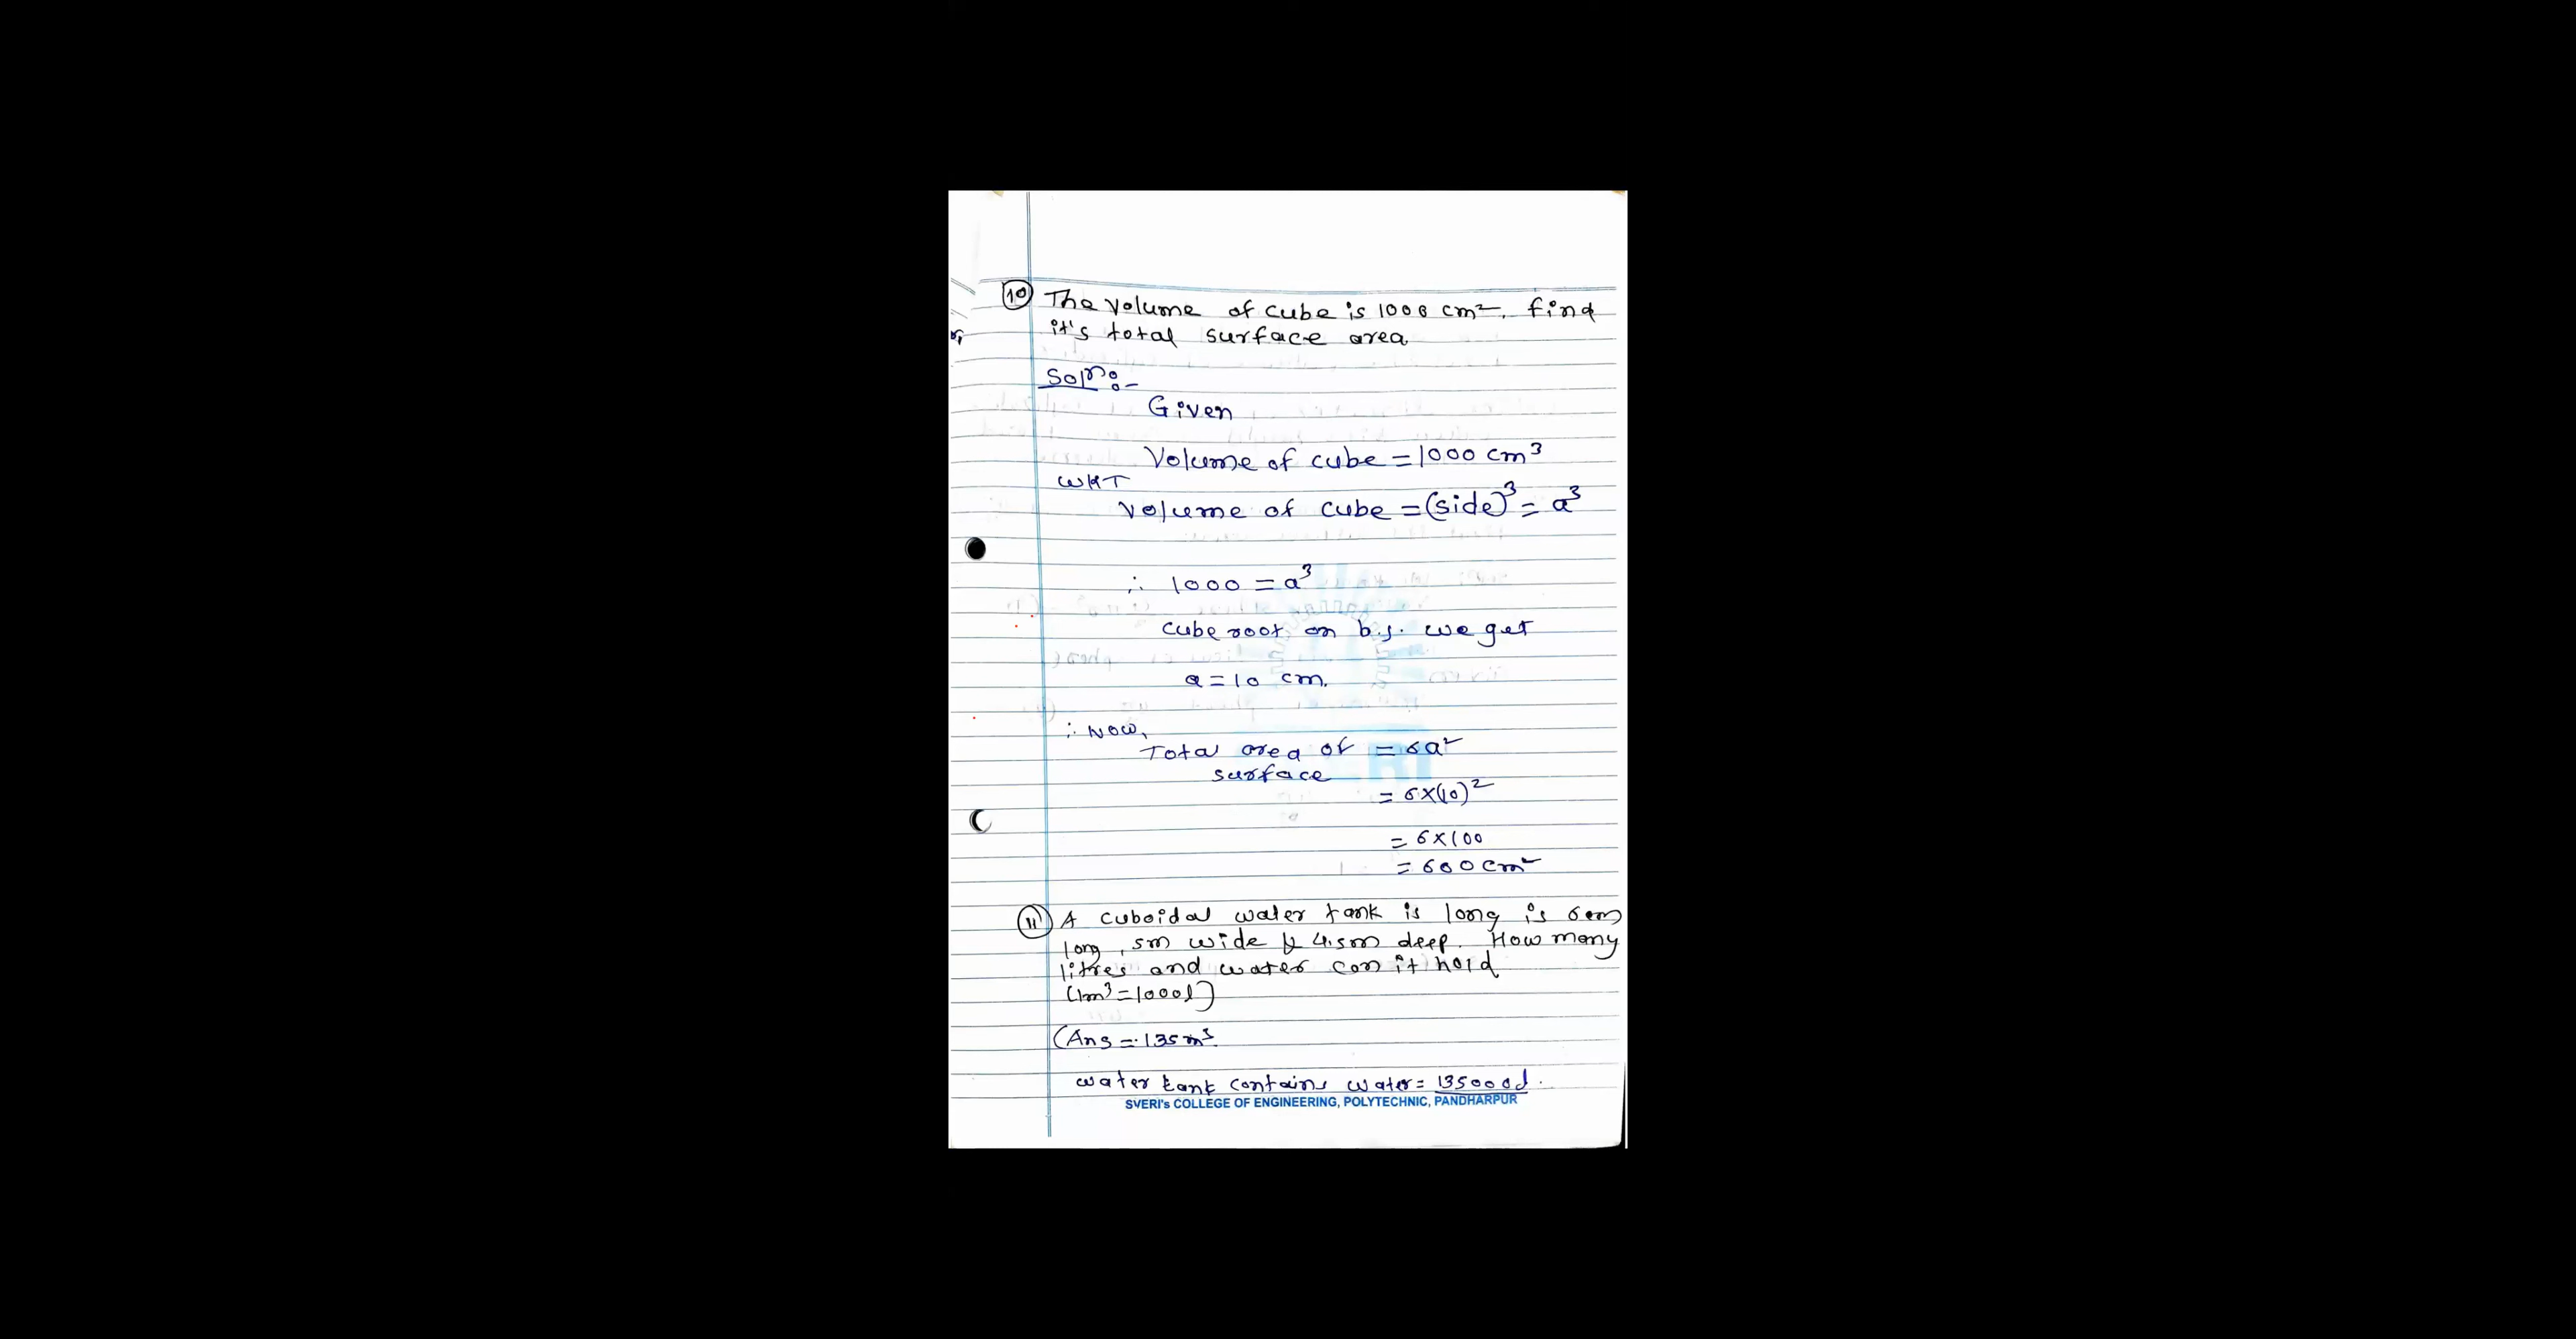 10 The volume of cube is 1000 cm², find
it's total surface area
Solⁿ:-
Given
Volume of cube = 1000 cm³
WKT
Volume of cube = (side)³ = a³
∴ 1000 = a³
cube root on b.s. we get
a = 10 cm.
∴ Now,
Total area of = 6a²
surface
= 6×(10)²
= 6×100
= 600 cm²
11 A cuboidal water tank is long is 6m
long, 5m wide & 4.5m deep. How many
litres and water can it hold
(1m³=1000l)
(Ans = 135 m³
water tank contains water = 135000l.
SVERI's COLLEGE OF ENGINEERING, POLYTECHNIC, PANDHARPUR